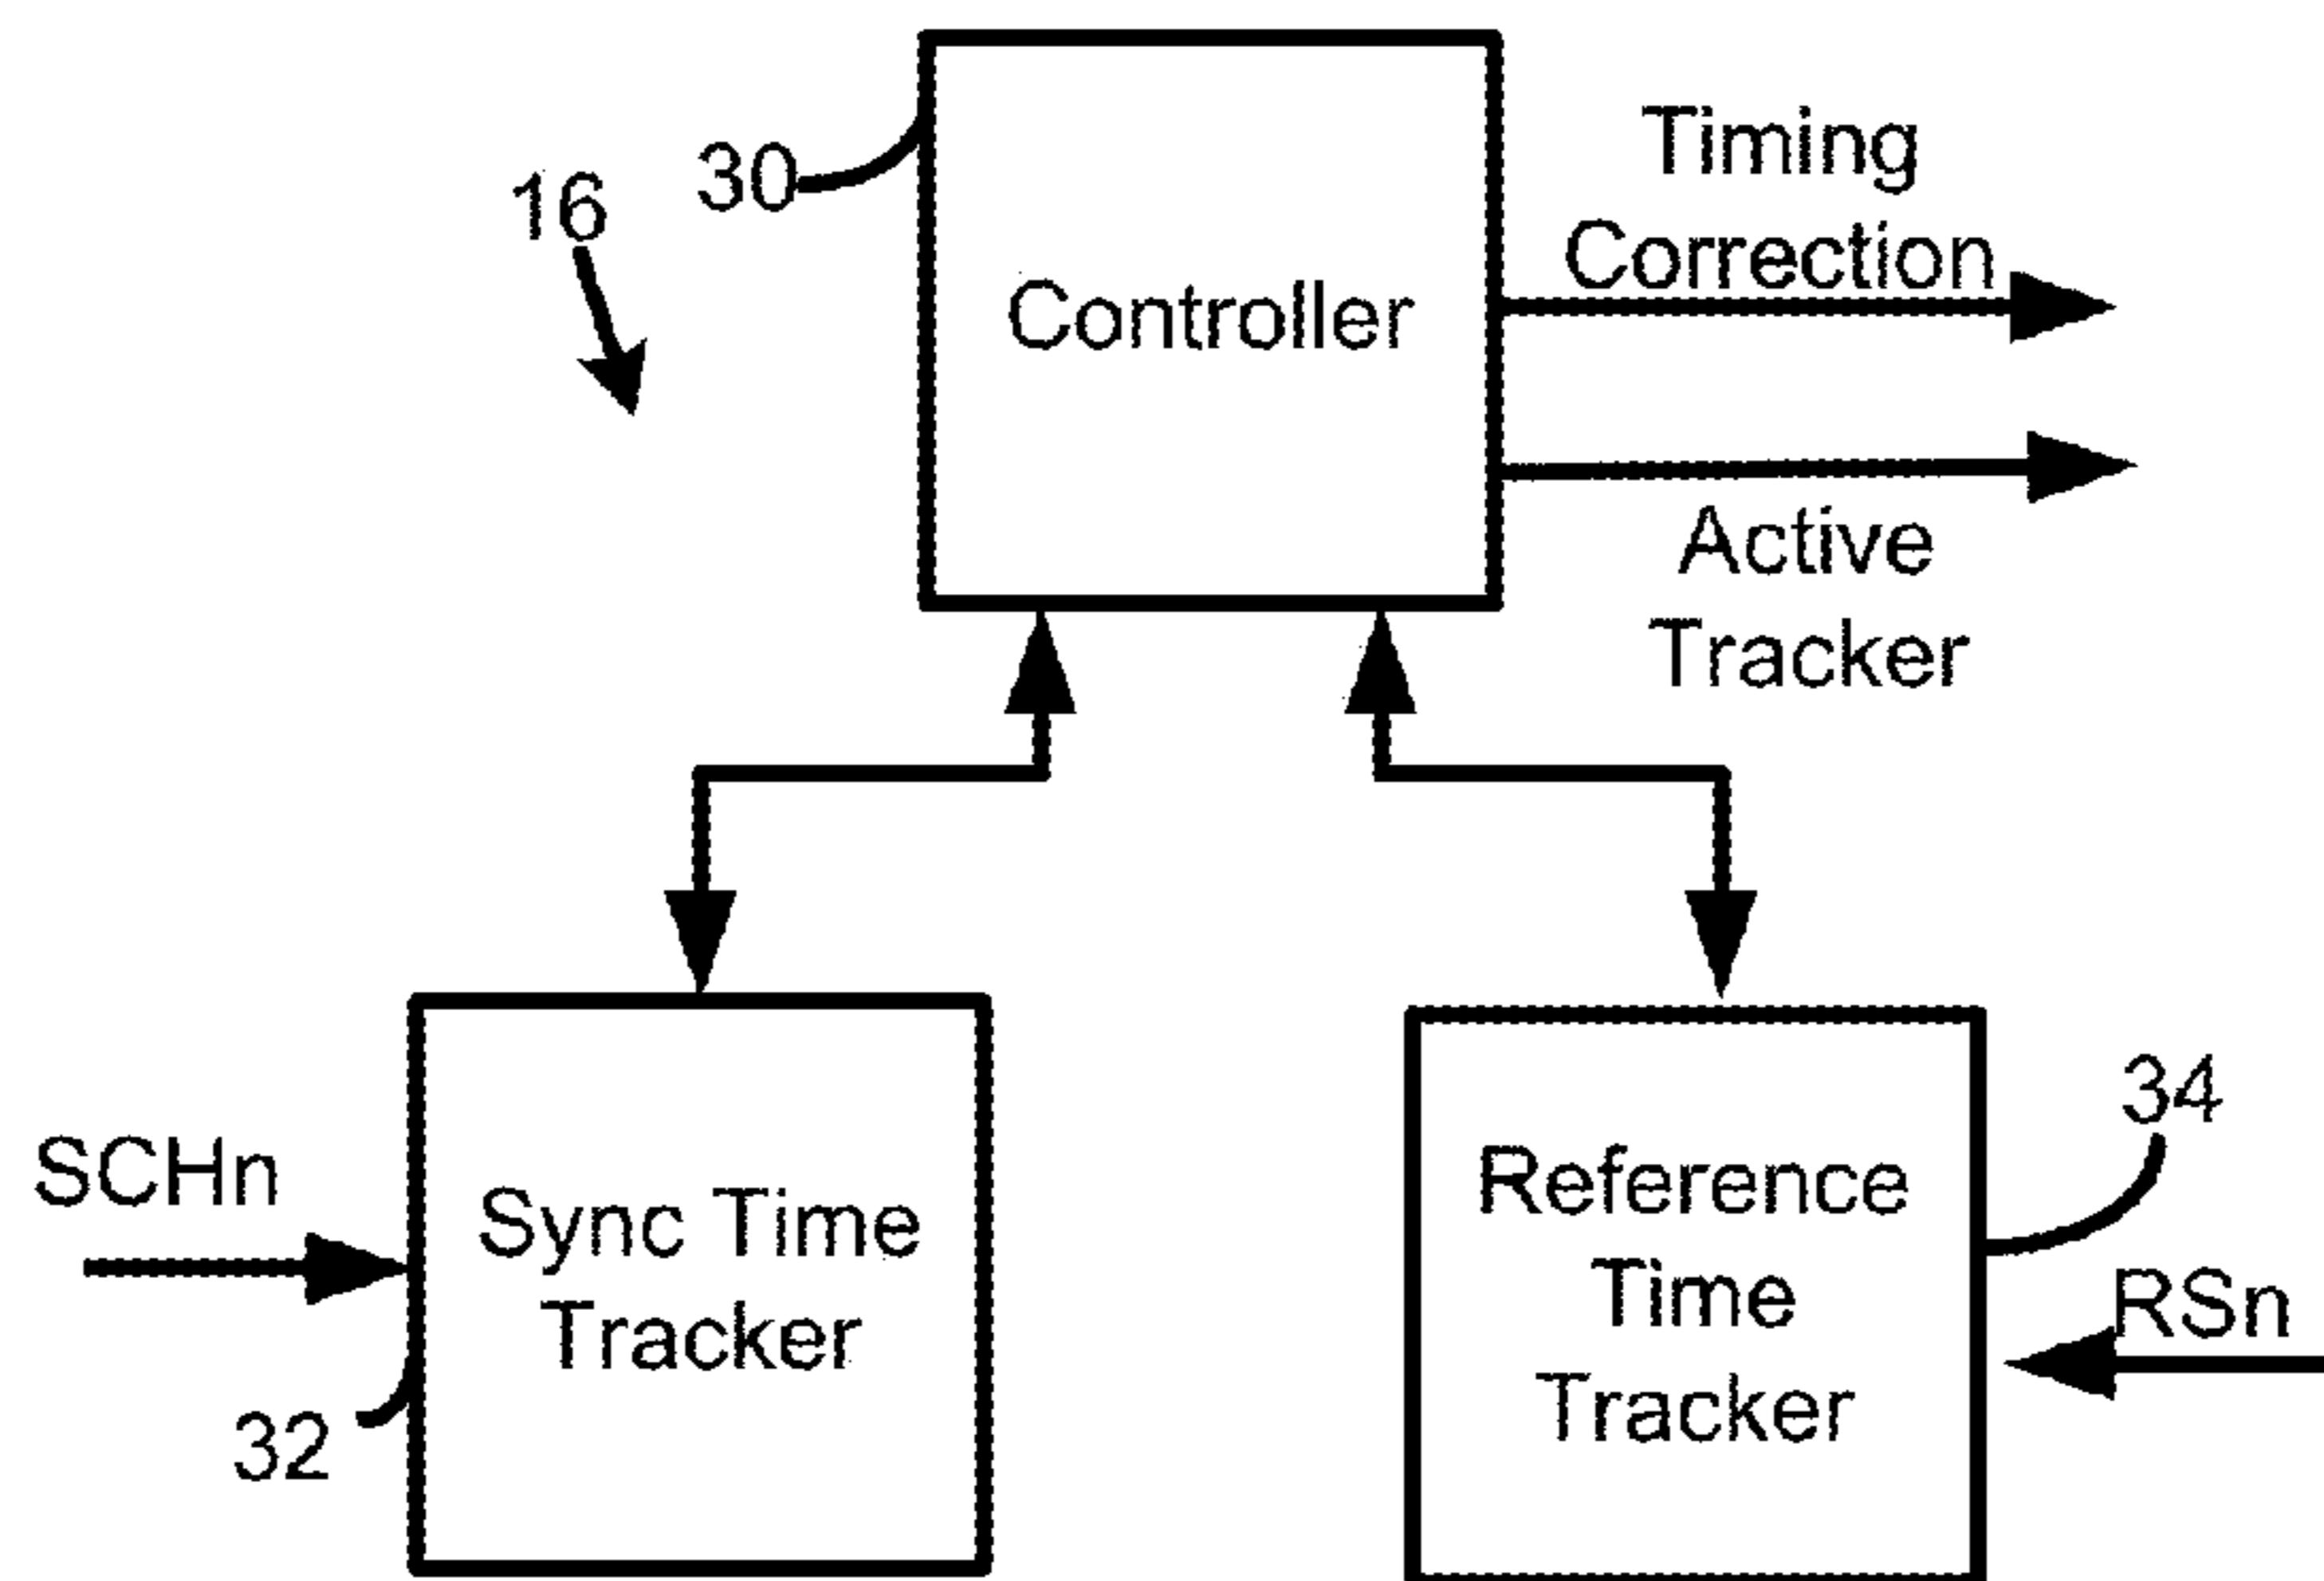 Timing
Correction
30
16
Controller
Active
Tracker
34
SCHn
Sync Time
Tracker
Reference
Time
Tracker
RSn
32